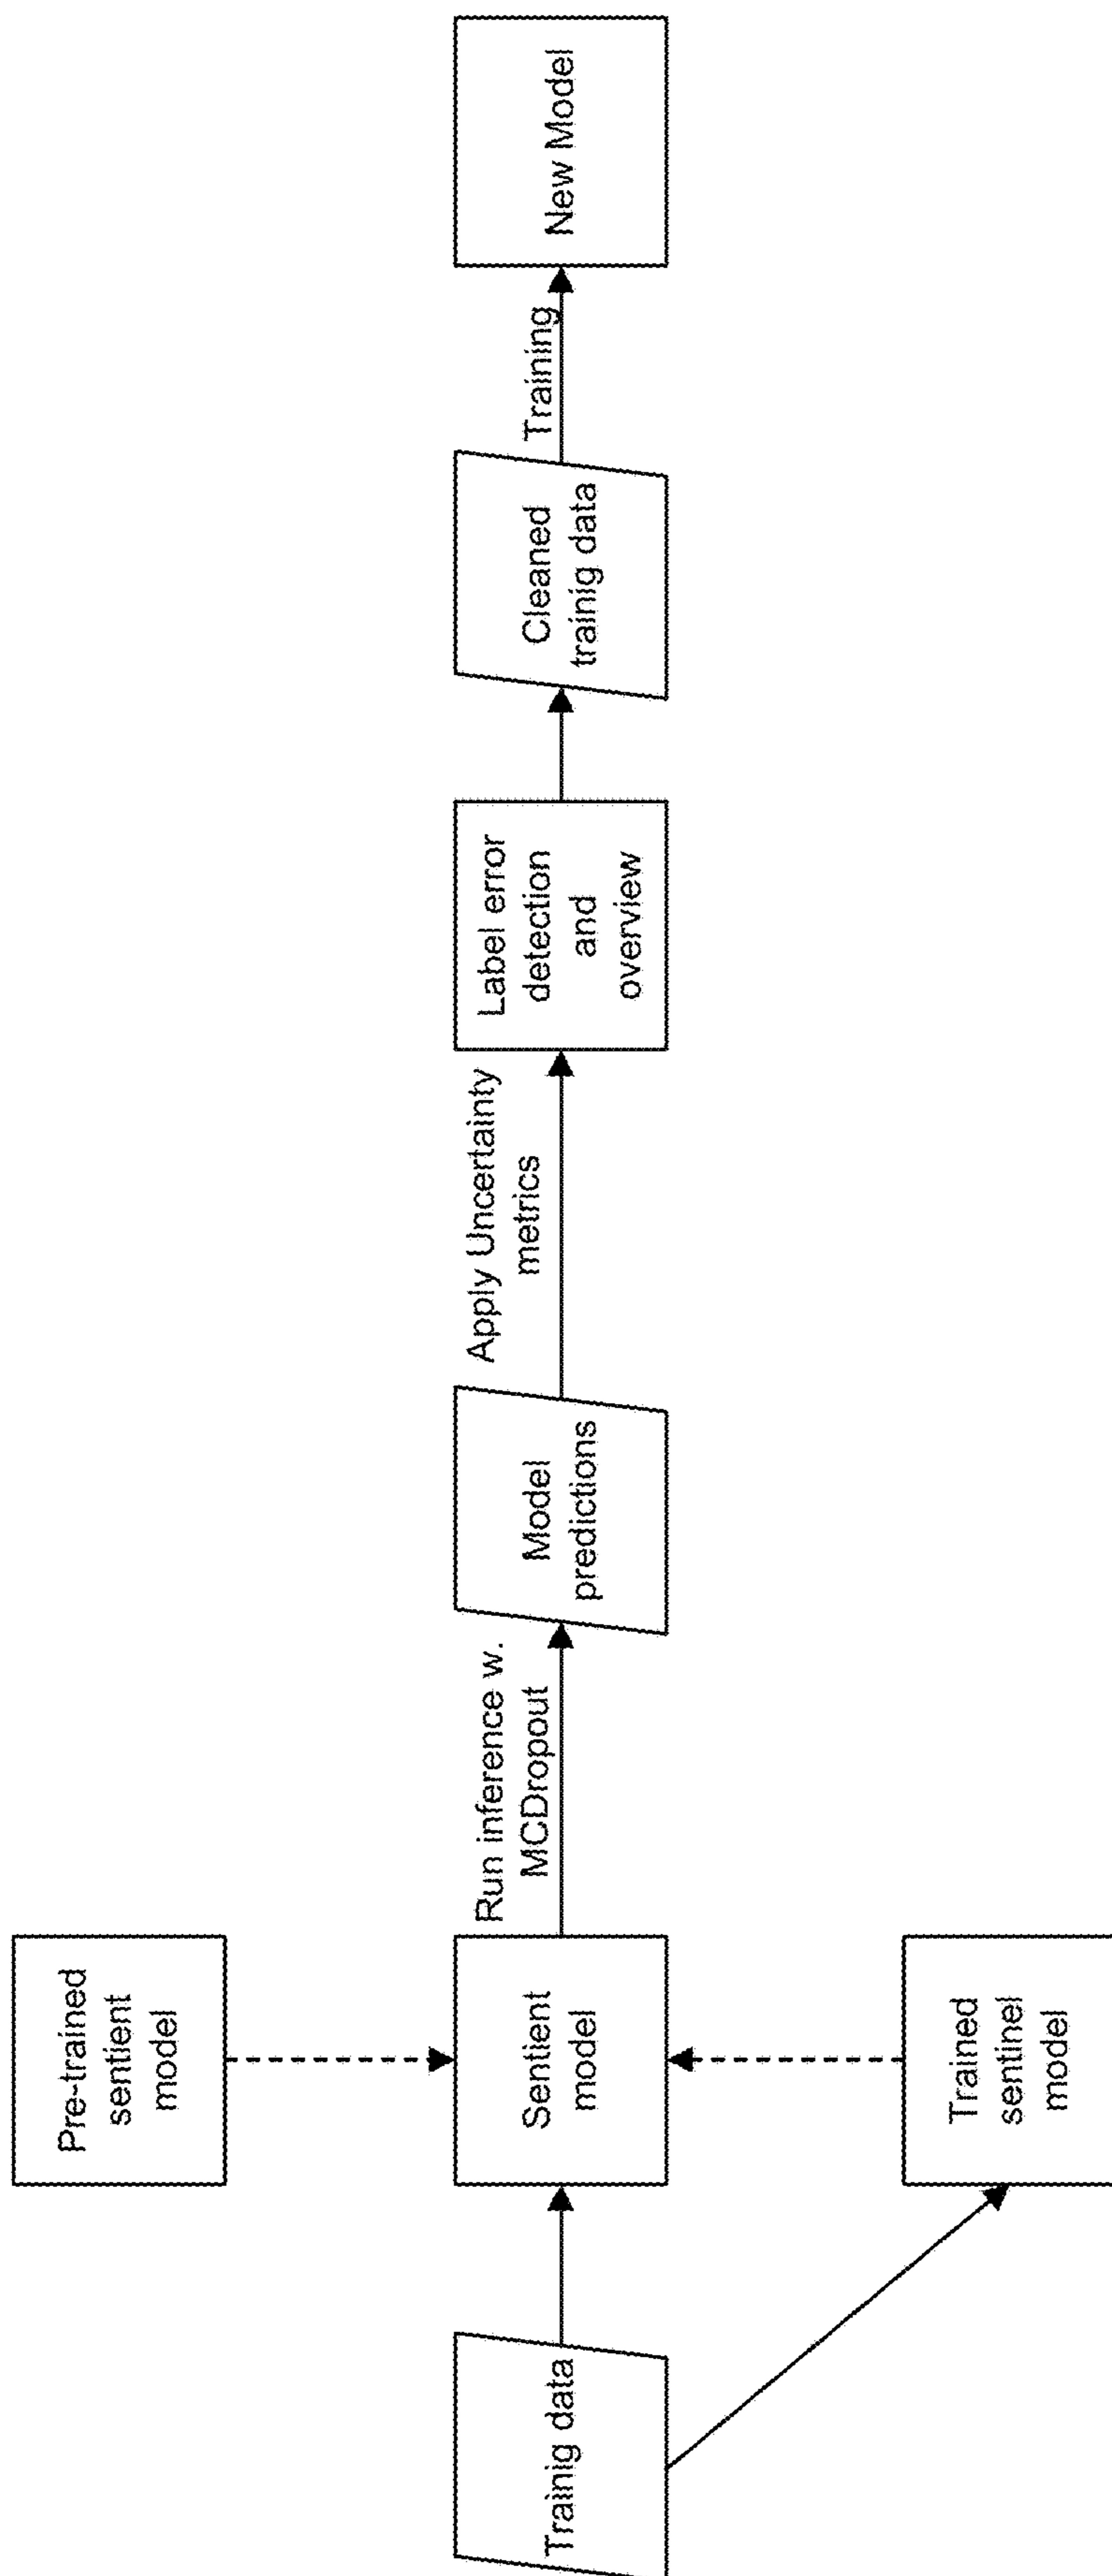 Trainig data
Pre-trained
sentient
model
Sentient
model
Trained
sentinel
model
Run inference w.
MCDropout
Model
predictions
Apply Uncertainty
metrics
Label error
detection
and
overview
Cleaned
trainig data
Training
New Model